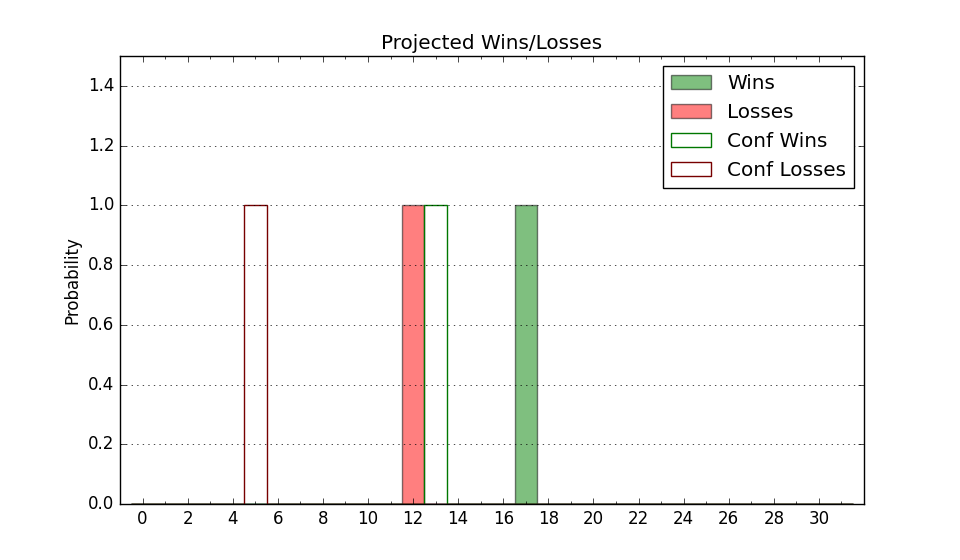 Projected Wins/Losses
1.4
1.2
1.0
0.8
0.6
0.4
0.2
0.0
Probability
Wins
Losses
Conf Wins
Conf Losses
0 2 4 6 8 10 12 14 16 18 20 22 24 26 28 30